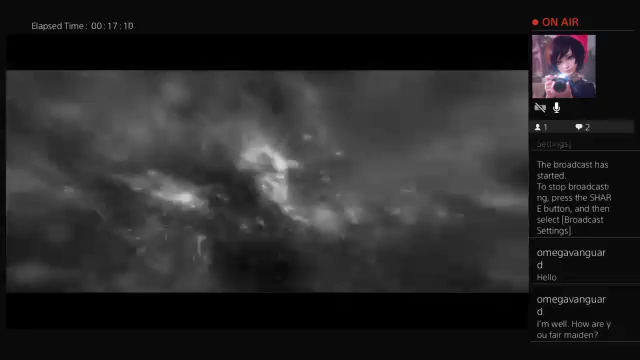 Elapsed Time : 00:17:10
ON AIR
1
2
Settings].
The broadcast has
started.
To stop broadcasti
ng, press the SHAR
E button, and then
select [Broadcast
Settings].
omegavanguar
d
Hello
omegavanguar
d
I'm well. How are y
ou fair maiden?